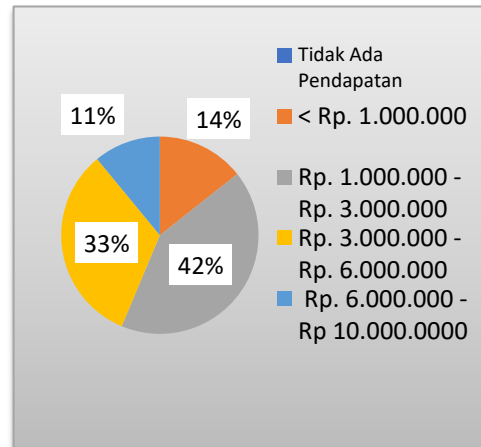 Tidak Ada
Pendapatan
< Rp. 1.000.000
Rp. 1.000.000 -
Rp. 3.000.000
Rp. 3.000.000 -
Rp. 6.000.000
Rp. 6.000.000 -
Rp 10.000.0000
11%
14%
33%
42%